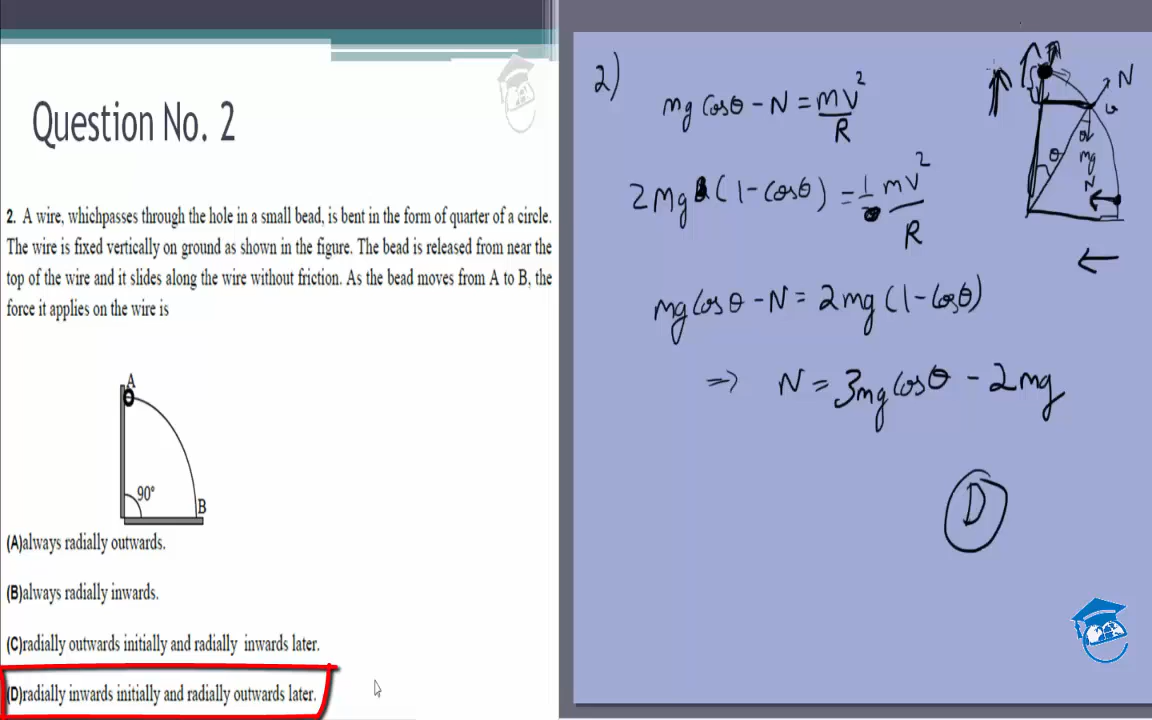 Question No. 2
2. A wire, whichpasses through the hole in a small bead, is bent in the form of quarter of a circle.
The wire is fixed vertically on ground as shown in the figure. The bead is released from near the
top of the wire and it slides along the wire without friction. As the bead moves from A to B, the
force it applies on the wire is
A
90°
B
(A)always radially outwards.
(B)always radially inwards.
(C)radially outwards initially and radially inwards later.
(D)radially inwards initially and radially outwards later.
2)
mg cosθ - N = mv²/R
2mg (1 - cosθ) = mv²/R
mg cosθ - N = 2mg (1 - cosθ)
⇒ N = 3mg cosθ - 2mg
D
N
θ
mg
N